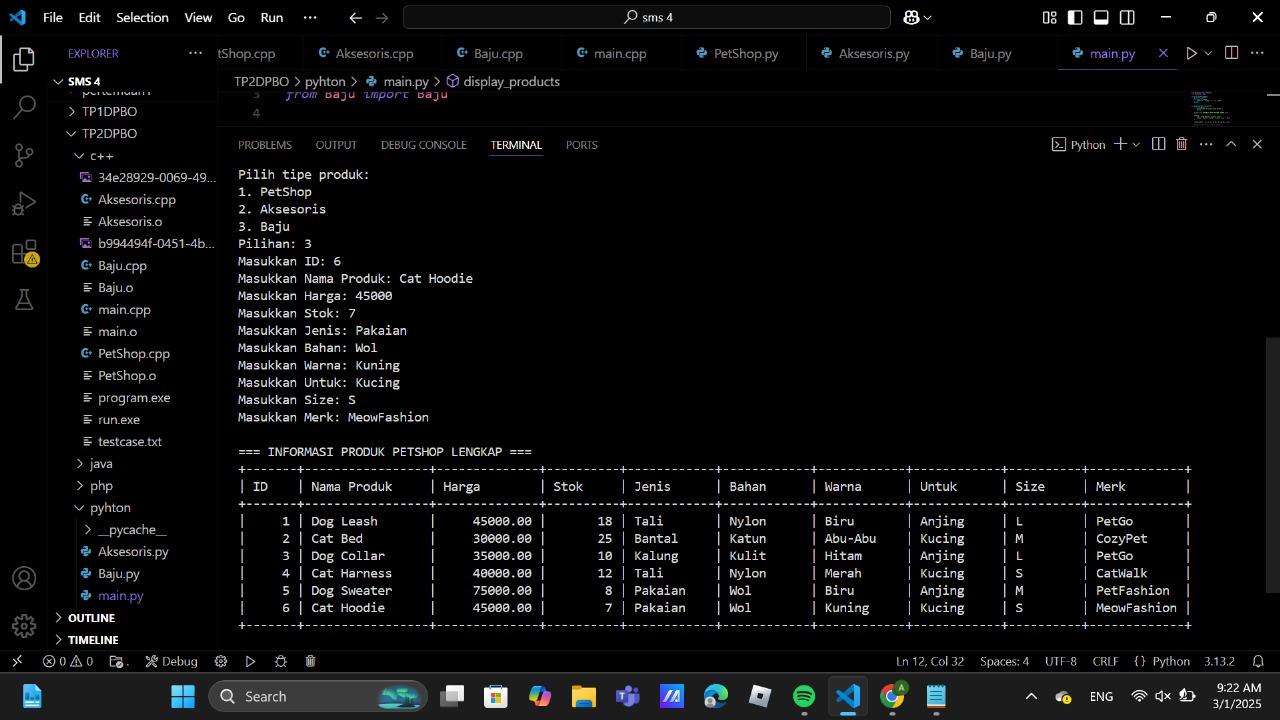 File Edit Selection View Go Run ··· sms 4
EXPLORER ···
tShop.cpp Aksesoris.cpp Baju.cpp main.cpp PetShop.py Aksesoris.py Baju.py main.py
SMS 4
TP2DPBO > pyhton > main.py > display_products
3 from Baju import Baju
4
TP1DPBO
TP2DPBO
c++
34e28929-0069-49...
Aksesoris.cpp
Aksesoris.o
b994494f-0451-4b...
Baju.cpp
Baju.o
main.cpp
main.o
PetShop.cpp
PetShop.o
program.exe
run.exe
testcase.txt
java
php
pyhton
__pycache__
Aksesoris.py
Baju.py
main.py
OUTLINE
TIMELINE
PROBLEMS OUTPUT DEBUG CONSOLE TERMINAL PORTS Python
Pilih tipe produk:
1. PetShop
2. Aksesoris
3. Baju
Pilihan: 3
Masukkan ID: 6
Masukkan Nama Produk: Cat Hoodie
Masukkan Harga: 45000
Masukkan Stok: 7
Masukkan Jenis: Pakaian
Masukkan Bahan: Wol
Masukkan Warna: Kuning
Masukkan Untuk: Kucing
Masukkan Size: S
Masukkan Merk: MeowFashion
=== INFORMASI PRODUK PETSHOP LENGKAP ===
+-------+----------------+--------------+----------+------------+------------+------------+------------+----------+-------------+
| ID | Nama Produk | Harga | Stok | Jenis | Bahan | Warna | Untuk | Size | Merk |
+-------+----------------+--------------+----------+------------+------------+------------+------------+----------+-------------+
| 1 | Dog Leash | 45000.00 | 18 | Tali | Nylon | Biru | Anjing | L | PetGo |
| 2 | Cat Bed | 30000.00 | 25 | Bantal | Katun | Abu-Abu | Kucing | M | CozyPet |
| 3 | Dog Collar | 35000.00 | 10 | Kalung | Kulit | Hitam | Anjing | L | PetGo |
| 4 | Cat Harness | 40000.00 | 12 | Tali | Nylon | Merah | Kucing | S | CatWalk |
| 5 | Dog Sweater | 75000.00 | 8 | Pakaian | Wol | Biru | Anjing | M | PetFashion |
| 6 | Cat Hoodie | 45000.00 | 7 | Pakaian | Wol | Kuning | Kucing | S | MeowFashion |
+-------+----------------+--------------+----------+------------+------------+------------+------------+----------+-------------+
0 0 Debug Ln 12, Col 32 Spaces: 4 UTF-8 CRLF {} Python 3.13.2
Search A ENG 9:22 AM
3/1/2025